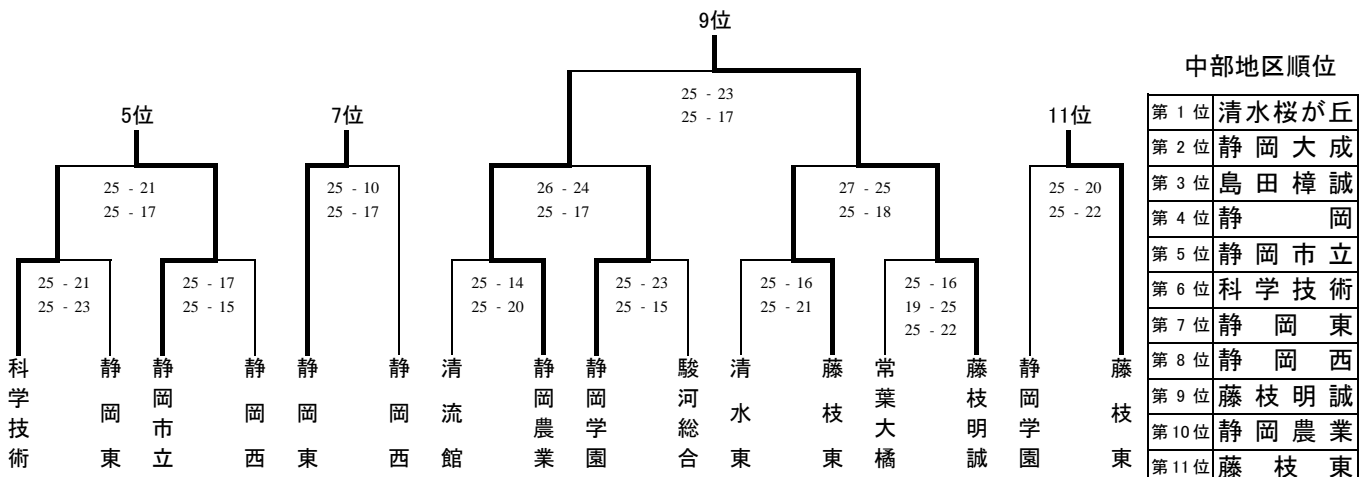 9位
中部地区順位
25 - 23
25 - 17
5位
7位
11位
第 1 位 清水桜が丘
第 2 位 静岡大成
第 3 位 島田樟誠
第 4 位 静岡
第 5 位 静岡市立
第 6 位 科学技術
第 7 位 静岡東
第 8 位 静岡西
第 9 位 藤枝明誠
第10位 静岡農業
第11位 藤枝東
25 - 21
25 - 17
25 - 10
25 - 17
26 - 24
25 - 17
27 - 25
25 - 18
25 - 20
25 - 22
25 - 21
25 - 23
25 - 17
25 - 15
25 - 14
25 - 20
25 - 23
25 - 15
25 - 16
25 - 21
25 - 16
19 - 25
25 - 22
科学技術
静岡東
静岡市立
静岡西
静岡東
静岡西
清流館
静岡農業
静岡学園
駿河総合
清水東
藤枝東
常葉大橘
藤枝明誠
静岡学園
藤枝東